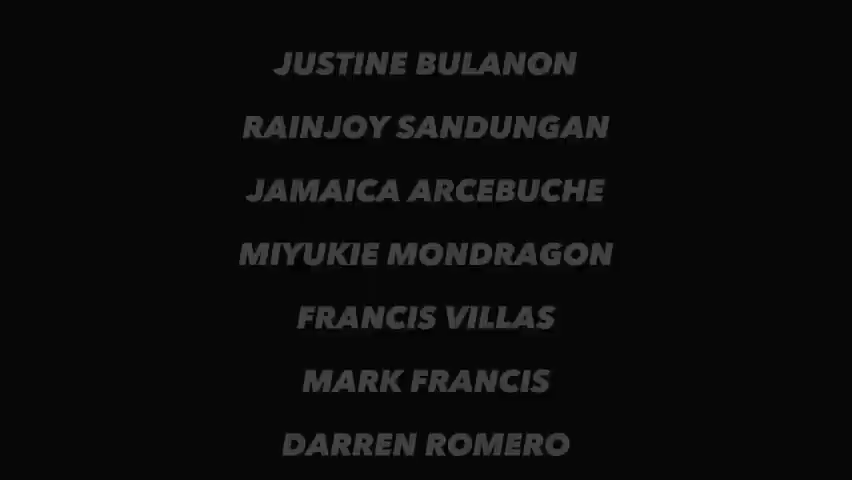 JUSTINE BULANON
RAINJOY SANDUNGAN
JAMAICA ARCEBUCHE
MIYUKIE MONDRAGON
FRANCIS VILLAS
MARK FRANCIS
DARREN ROMERO